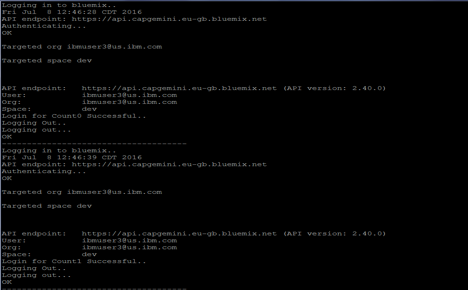 Logging in to bluemix..
Fri Jul  8 12:46:28 CDT 2016
API endpoint: https://api.capgemini.eu-gb.bluemix.net
Authenticating...
OK
Targeted org ibmuser3@us.ibm.com
Targeted space dev
API endpoint:   https://api.capgemini.eu-gb.bluemix.net (API version: 2.40.0)
User:           ibmuser3@us.ibm.com
Org:            ibmuser3@us.ibm.com
Space:          dev
Login for Count0 Successful..
Logging Out..
Logging out...
OK
-------------------------------------
Logging in to bluemix..
Fri Jul  8 12:46:39 CDT 2016
API endpoint: https://api.capgemini.eu-gb.bluemix.net
Authenticating...
OK
Targeted org ibmuser3@us.ibm.com
Targeted space dev
API endpoint:   https://api.capgemini.eu-gb.bluemix.net (API version: 2.40.0)
User:           ibmuser3@us.ibm.com
Org:            ibmuser3@us.ibm.com
Space:          dev
Login for Count1 Successful..
Logging Out..
Logging out...
OK
-------------------------------------